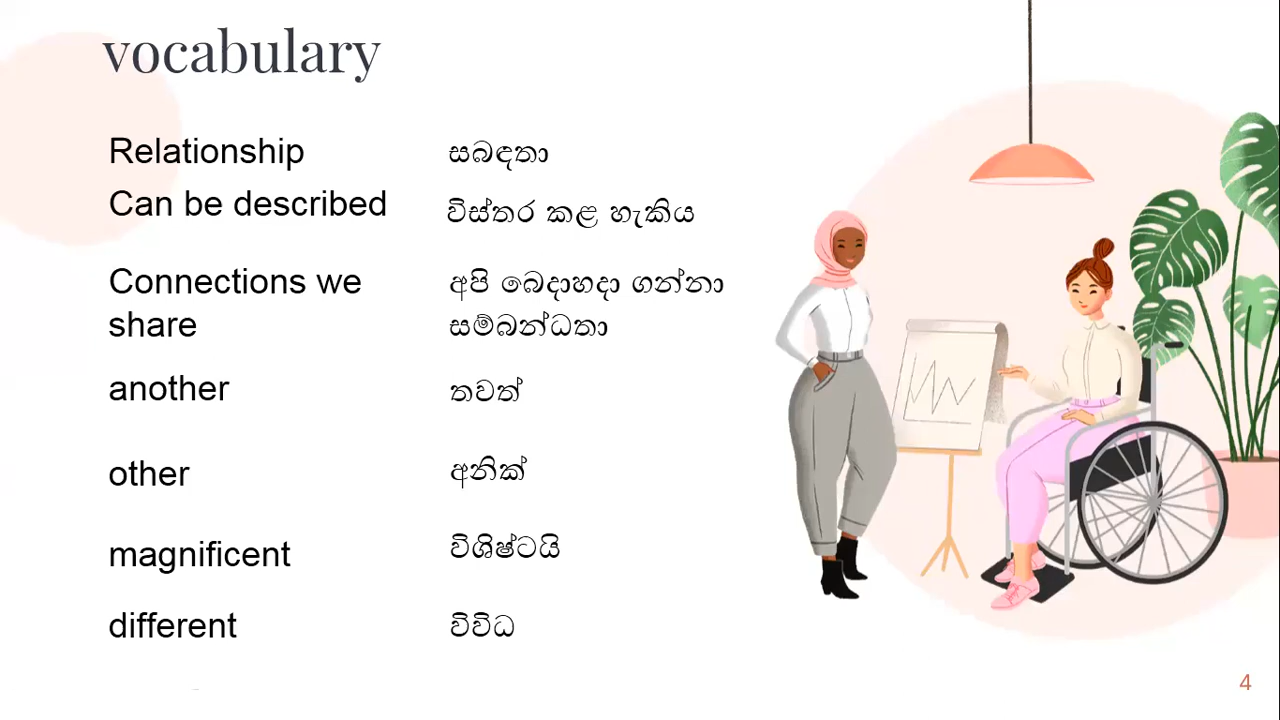 vocabulary
Relationship සබඳතා
Can be described විස්තර කළ හැකිය
Connections we අපි බෙදාහදා ගන්නා
share සම්බන්ධතා
another තවත්
other අනික්
magnificent විශිෂ්ටයි
different විවිධ
4